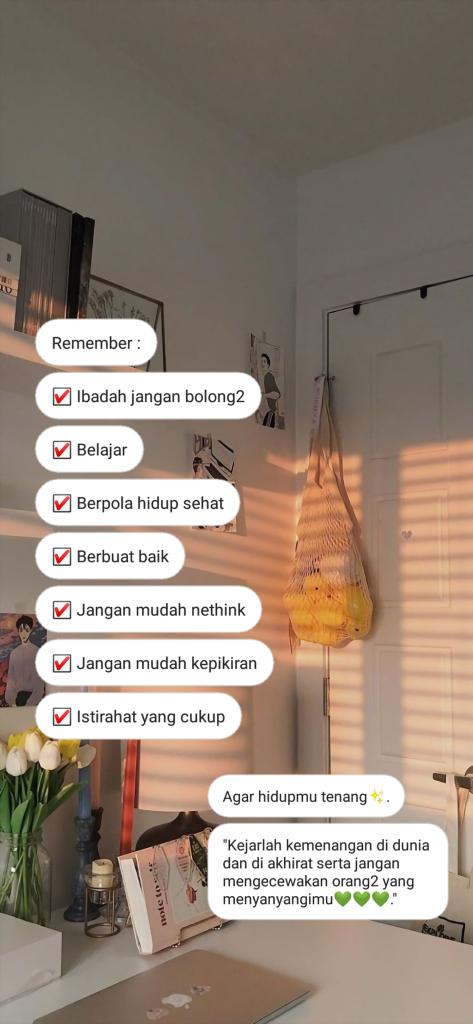 Remember :
☑ Ibadah jangan bolong2
☑ Belajar
☑ Berpola hidup sehat
☑ Berbuat baik
☑ Jangan mudah nethink
☑ Jangan mudah kepikiran
☑ Istirahat yang cukup
Agar hidupmu tenang✨.
"Kejarlah kemenangan di dunia
dan di akhirat serta jangan
mengecewakan orang2 yang
menyanyangimu💚💚💚."
note to self